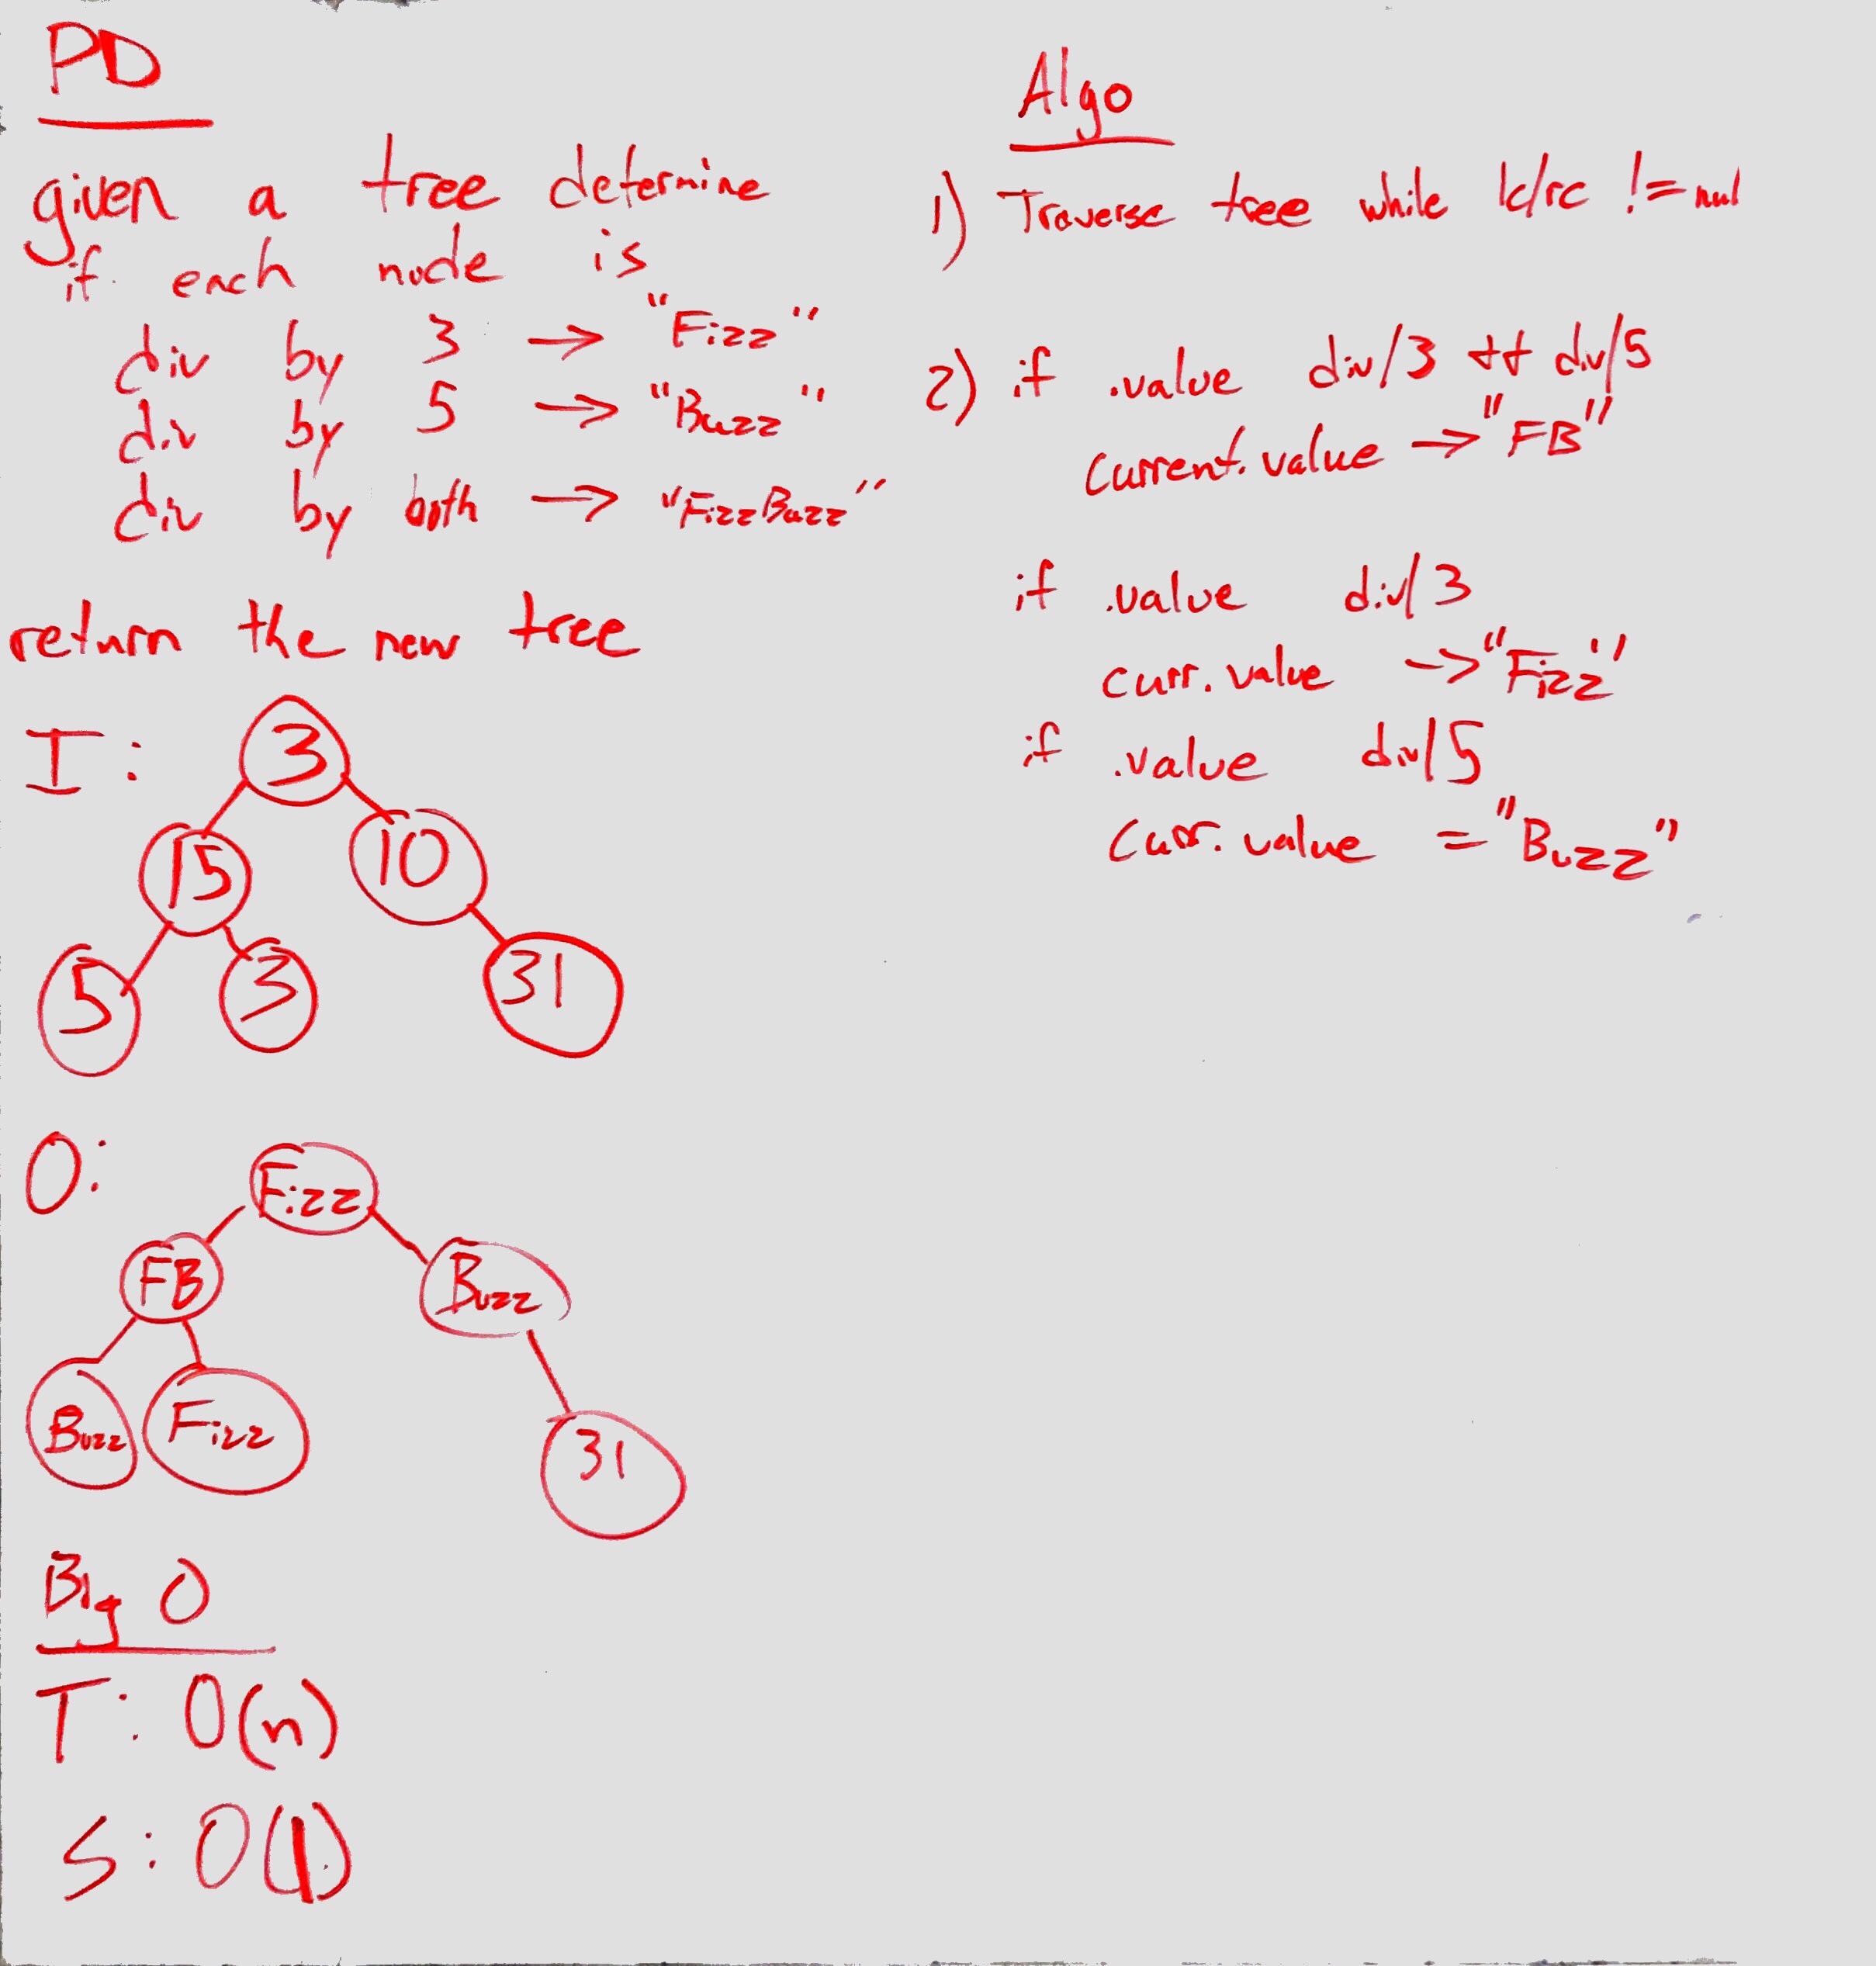 PD
given a tree determine
if each node is
div by 3 -> "Fizz"
div by 5 -> "Buzz"
div by both -> "FizzBuzz"
return the new tree
I:
3
15 10
5 3 31
O:
Fizz
FB Buzz
Buzz Fizz 31
Big O
T: O(n)
S: O(1)
Algo
1) Traverse tree while lc/rc != null
2) if .value div/3 && div/5
current.value -> "FB"
if .value div/3
curr.value -> "Fizz"
if .value div/5
curr.value = "Buzz"